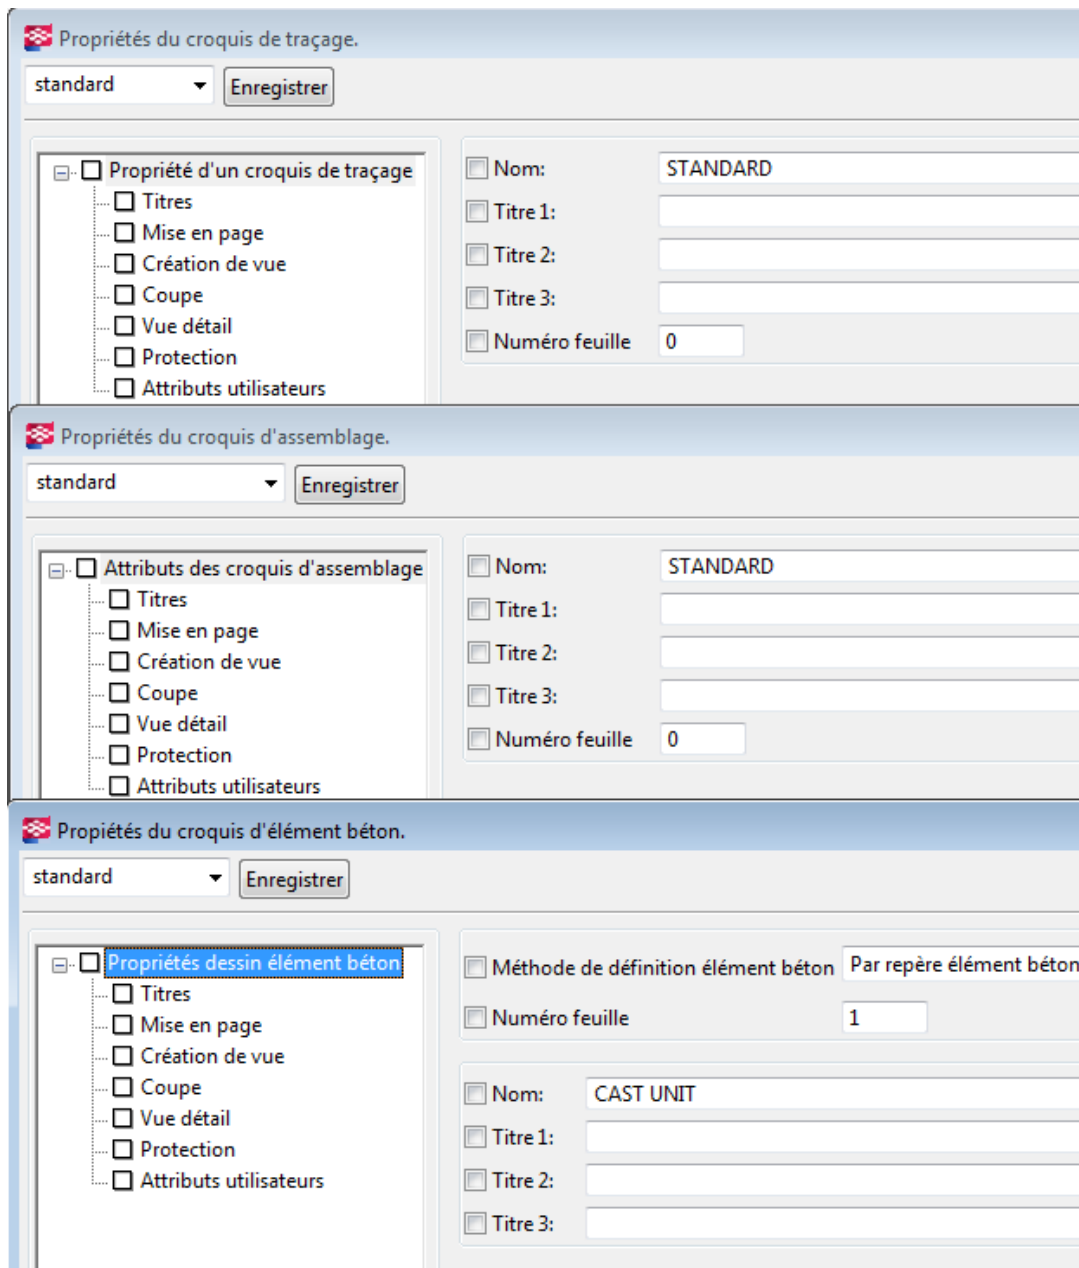 Propriétés du croquis de traçage.
standard Enregistrer
Propriété d'un croquis de traçage
Titres
Mise en page
Création de vue
Coupe
Vue détail
Protection
Attributs utilisateurs
Nom: STANDARD
Titre 1:
Titre 2:
Titre 3:
Numéro feuille 0
Propriétés du croquis d'assemblage.
standard Enregistrer
Attributs des croquis d'assemblage
Titres
Mise en page
Création de vue
Coupe
Vue détail
Protection
Attributs utilisateurs
Nom: STANDARD
Titre 1:
Titre 2:
Titre 3:
Numéro feuille 0
Propiétés du croquis d'élément béton.
standard Enregistrer
Propriétés dessin élément béton
Titres
Mise en page
Création de vue
Coupe
Vue détail
Protection
Attributs utilisateurs
Méthode de définition élément béton Par repère élément béton
Numéro feuille 1
Nom: CAST UNIT
Titre 1:
Titre 2:
Titre 3: